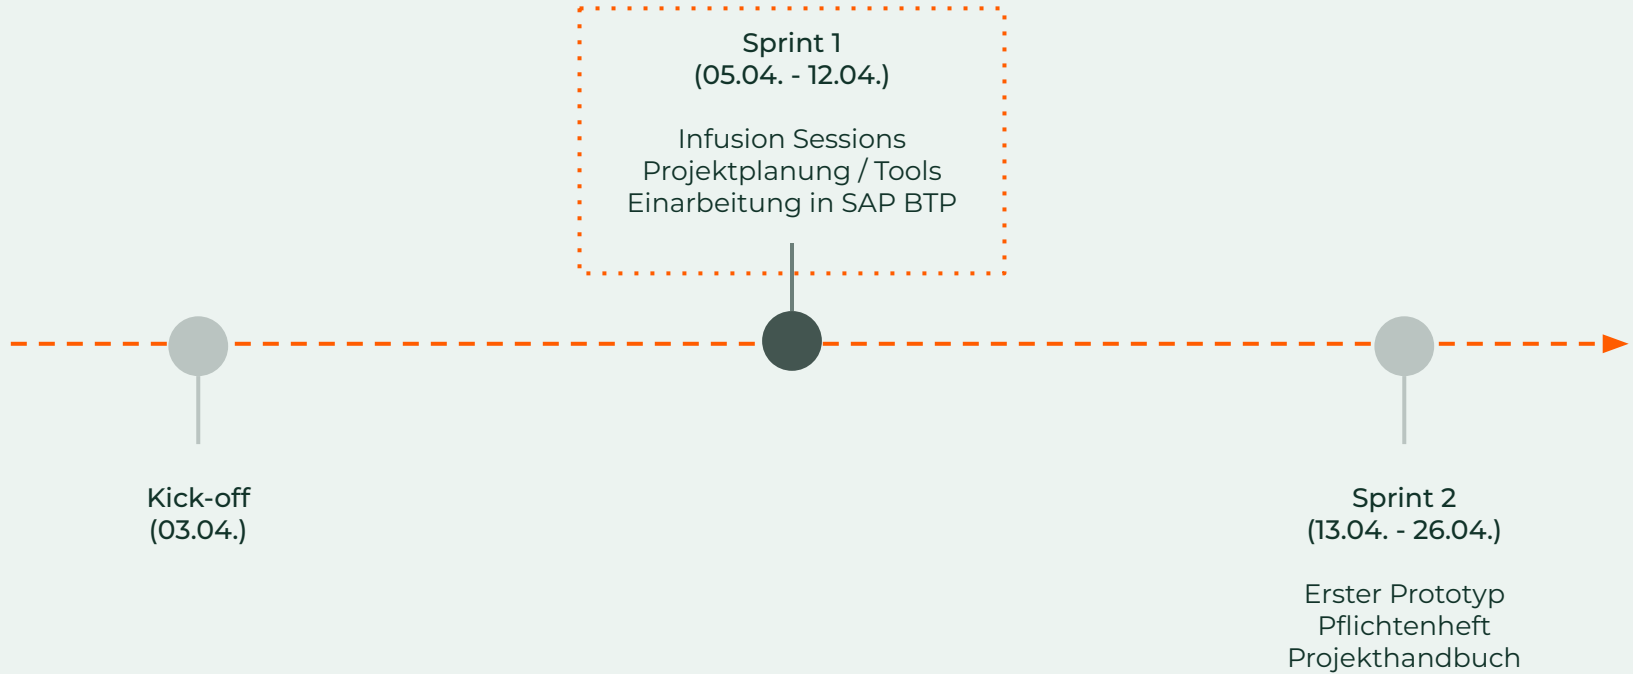 Sprint 1
(05.04. - 12.04.)
Infusion Sessions
Projektplanung / Tools
Einarbeitung in SAP BTP
Kick-off
(03.04.)
Sprint 2
(13.04. - 26.04.)
Erster Prototyp
Pflichtenheft
Projekthandbuch